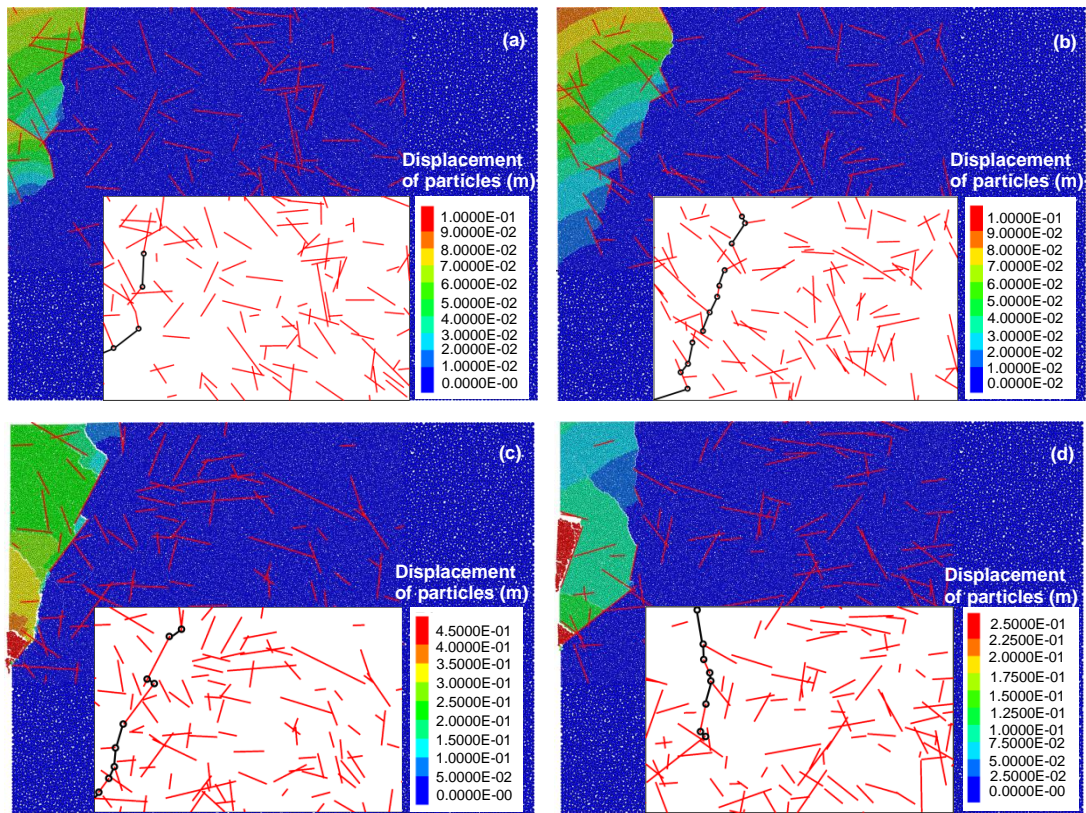 (a)
Displacement
of particles (m)
1.0000E-01
9.0000E-02
8.0000E-02
7.0000E-02
6.0000E-02
5.0000E-02
4.0000E-02
3.0000E-02
2.0000E-02
1.0000E-02
0.0000E-00
(b)
Displacement
of particles (m)
1.0000E-01
9.0000E-02
8.0000E-02
7.0000E-02
6.0000E-02
5.0000E-02
4.0000E-02
3.0000E-02
2.0000E-02
1.0000E-02
0.0000E-02
(c)
Displacement
of particles (m)
4.5000E-01
4.0000E-01
3.5000E-01
3.0000E-01
2.5000E-01
2.0000E-01
1.5000E-01
1.0000E-01
5.0000E-02
0.0000E-00
(d)
Displacement
of particles (m)
2.5000E-01
2.2500E-01
2.0000E-01
1.7500E-01
1.5000E-01
1.2500E-01
1.0000E-01
7.5000E-02
5.0000E-02
2.5000E-02
0.0000E-00